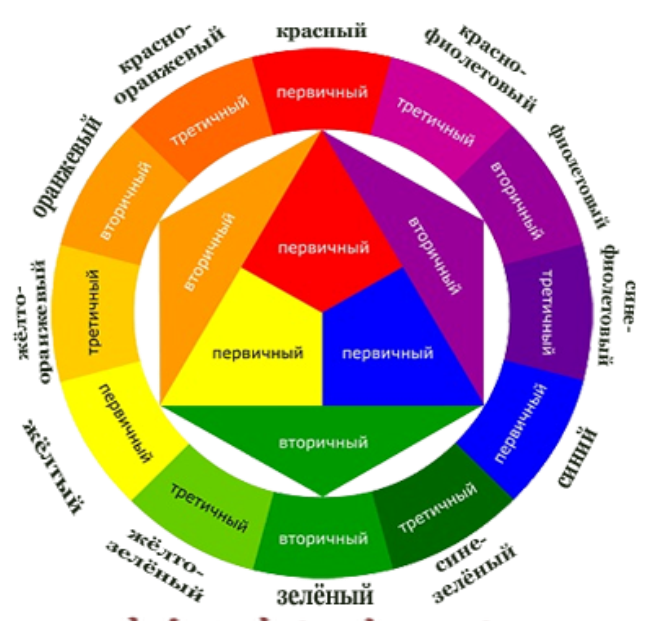 красный
красно-
фиолетовый
фиолетовый
сине-
фиолетовый
синий
сине-
зелёный
зелёный
жёлто-
зелёный
жёлтый
жёлто-
оранжевый
оранжевый
красно-
оранжевый
первичный
третичный
вторичный
третичный
первичный
третичный
вторичный
третичный
первичный
третичный
вторичный
третичный
первичный
вторичный
вторичный
первичный
первичный
вторичный